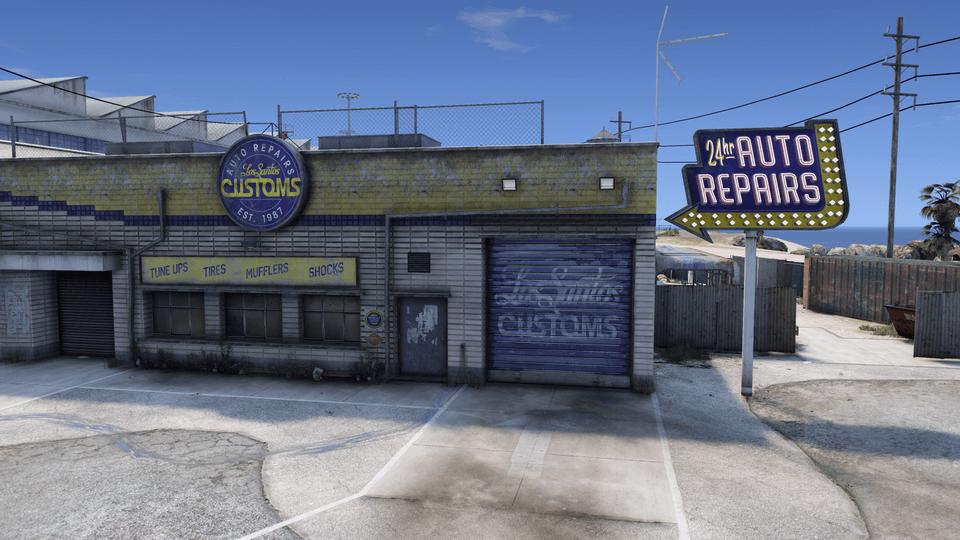 AUTO REPAIRS
Los Santos
CUSTOMS
EST. 1987
TUNE UPS TIRES MUFFLERS SHOCKS
Los Santos
CUSTOMS
24hr AUTO
REPAIRS